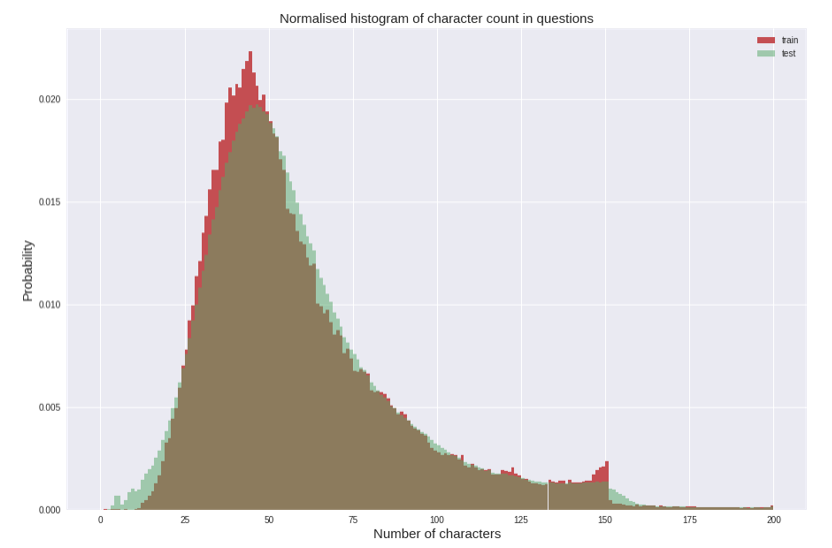 Normalised histogram of character count in questions
train
test
0.020
0.015
0.010
0.005
0.000
Probability
0 25 50 75 100 125 150 175 200
Number of characters